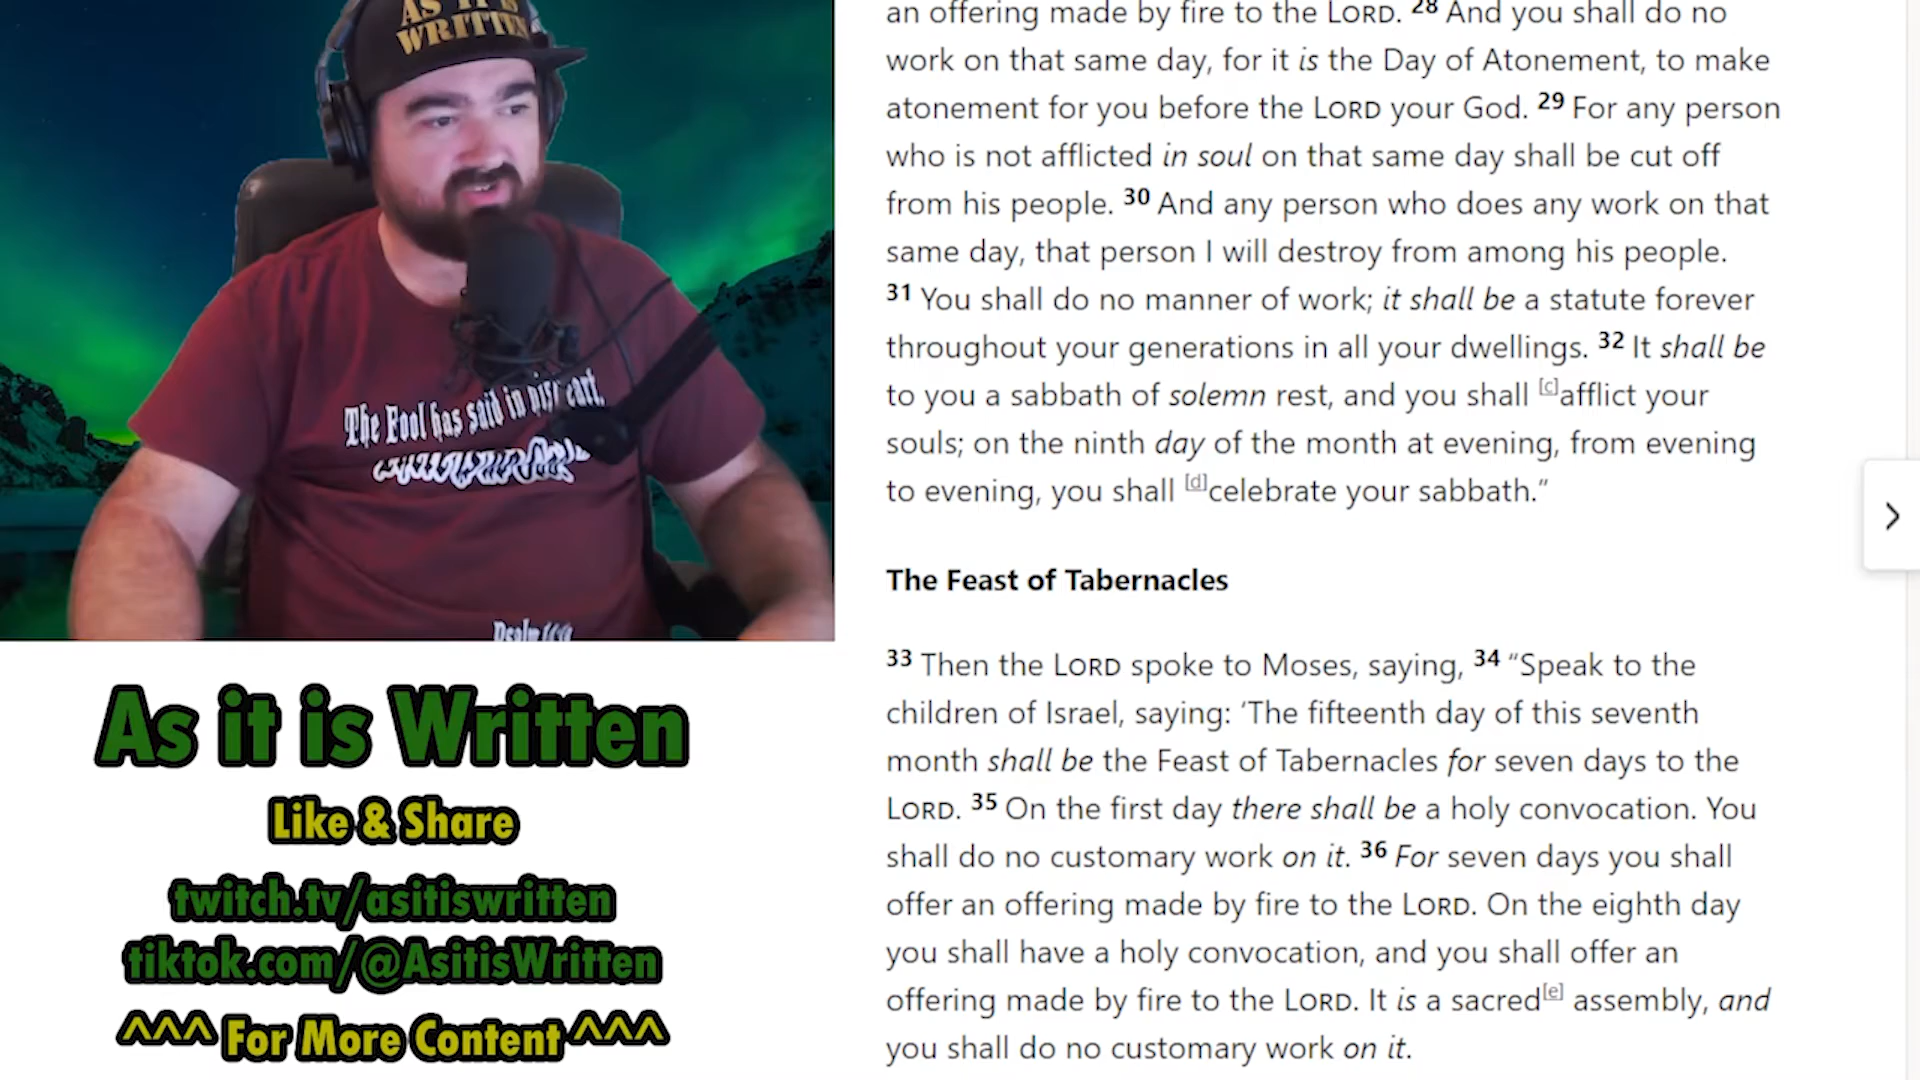 AS IT IS
WRITTEN
The Fool has said in his heart,
As it is Written
Like & Share
twitch.tv/asitiswritten
tiktok.com/@AsitisWritten
^^^ For More Content ^^^
an offering made by fire to the LORD. 28 And you shall do no
work on that same day, for it is the Day of Atonement, to make
atonement for you before the LORD your God. 29 For any person
who is not afflicted in soul on that same day shall be cut off
from his people. 30 And any person who does any work on that
same day, that person I will destroy from among his people.
31 You shall do no manner of work; it shall be a statute forever
throughout your generations in all your dwellings. 32 It shall be
to you a sabbath of solemn rest, and you shall [c]afflict your
souls; on the ninth day of the month at evening, from evening
to evening, you shall [d]celebrate your sabbath.”
The Feast of Tabernacles
33 Then the LORD spoke to Moses, saying, 34 “Speak to the
children of Israel, saying: ‘The fifteenth day of this seventh
month shall be the Feast of Tabernacles for seven days to the
LORD. 35 On the first day there shall be a holy convocation. You
shall do no customary work on it. 36 For seven days you shall
offer an offering made by fire to the LORD. On the eighth day
you shall have a holy convocation, and you shall offer an
offering made by fire to the LORD. It is a sacred[e] assembly, and
you shall do no customary work on it.